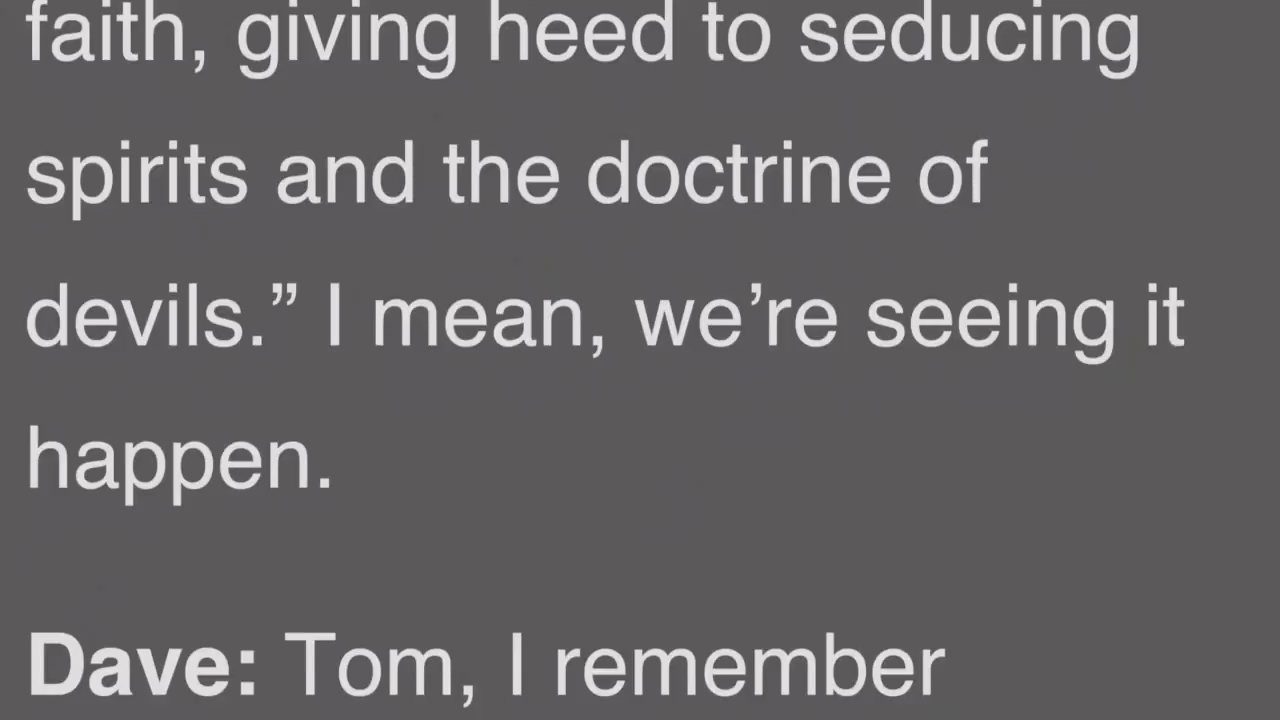 faith, giving heed to seducing
spirits and the doctrine of
devils.” I mean, we’re seeing it
happen.
Dave: Tom, I remember